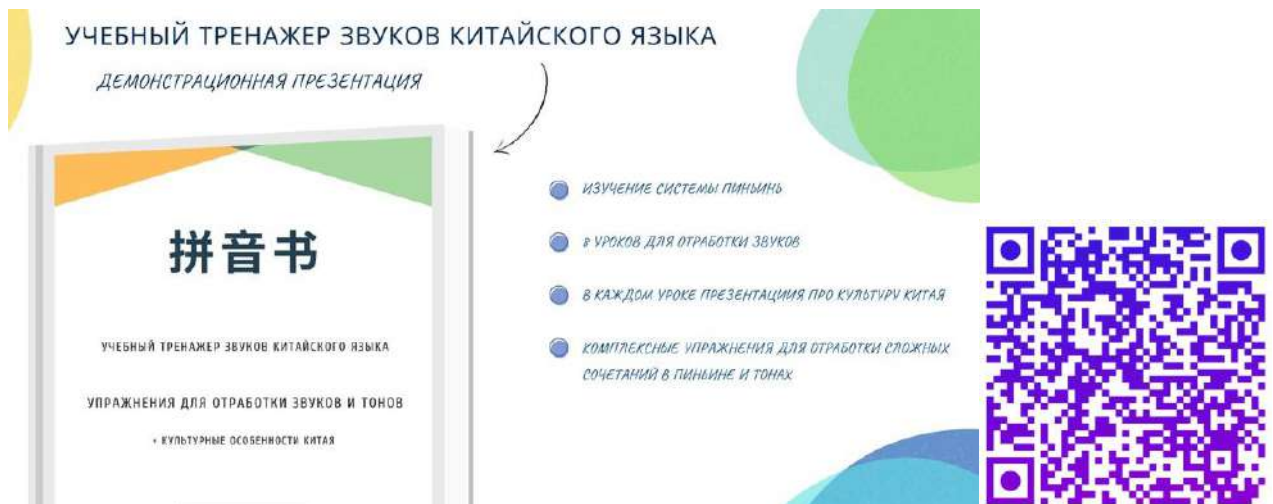 УЧЕБНЫЙ ТРЕНАЖЕР ЗВУКОВ КИТАЙСКОГО ЯЗЫКА
ДЕМОНСТРАЦИОННАЯ ПРЕЗЕНТАЦИЯ
拼音书
УЧЕБНЫЙ ТРЕНАЖЕР ЗВУКОВ КИТАЙСКОГО ЯЗЫКА
УПРАЖНЕНИЯ ДЛЯ ОТРАБОТКИ ЗВУКОВ И ТОНОВ
+ КУЛЬТУРНЫЕ ОСОБЕННОСТИ КИТАЯ
ИЗУЧЕНИЕ СИСТЕМЫ ПИНЬИНЬ
8 УРОКОВ ДЛЯ ОТРАБОТКИ ЗВУКОВ
В КАЖДОМ УРОКЕ ПРЕЗЕНТАЦИИЯ ПРО КУЛЬТУРУ КИТАЯ
КОМПЛЕКСНЫЕ УПРАЖНЕНИЯ ДЛЯ ОТРАБОТКИ СЛОЖНЫХ
СОЧЕТАНИЙ В ПИНЬИНЕ И ТОНАХ